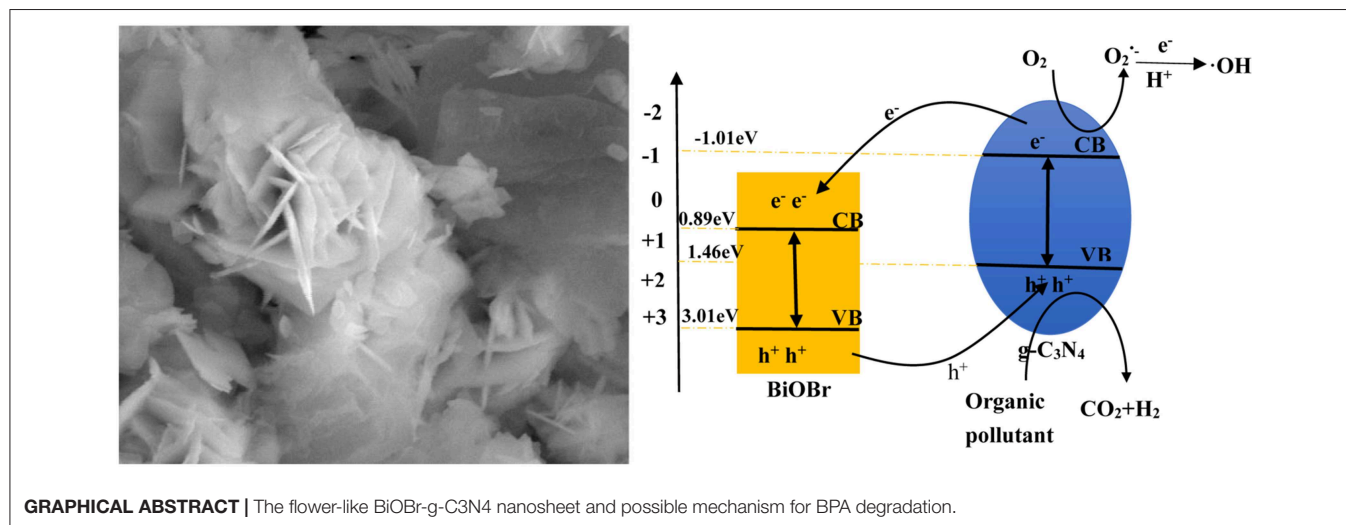 -2
-1
0
+1
+2
+3
-1.01eV
0.89eV
1.46eV
3.01eV
e⁻
e⁻ e⁻
CB
VB
h⁺ h⁺
BiOBr
h⁺
O₂
O₂·⁻
e⁻
H⁺
·OH
e⁻
CB
VB
h⁺ h⁺
g-C₃N₄
Organic
pollutant
CO₂+H₂
GRAPHICAL ABSTRACT | The flower-like BiOBr-g-C3N4 nanosheet and possible mechanism for BPA degradation.